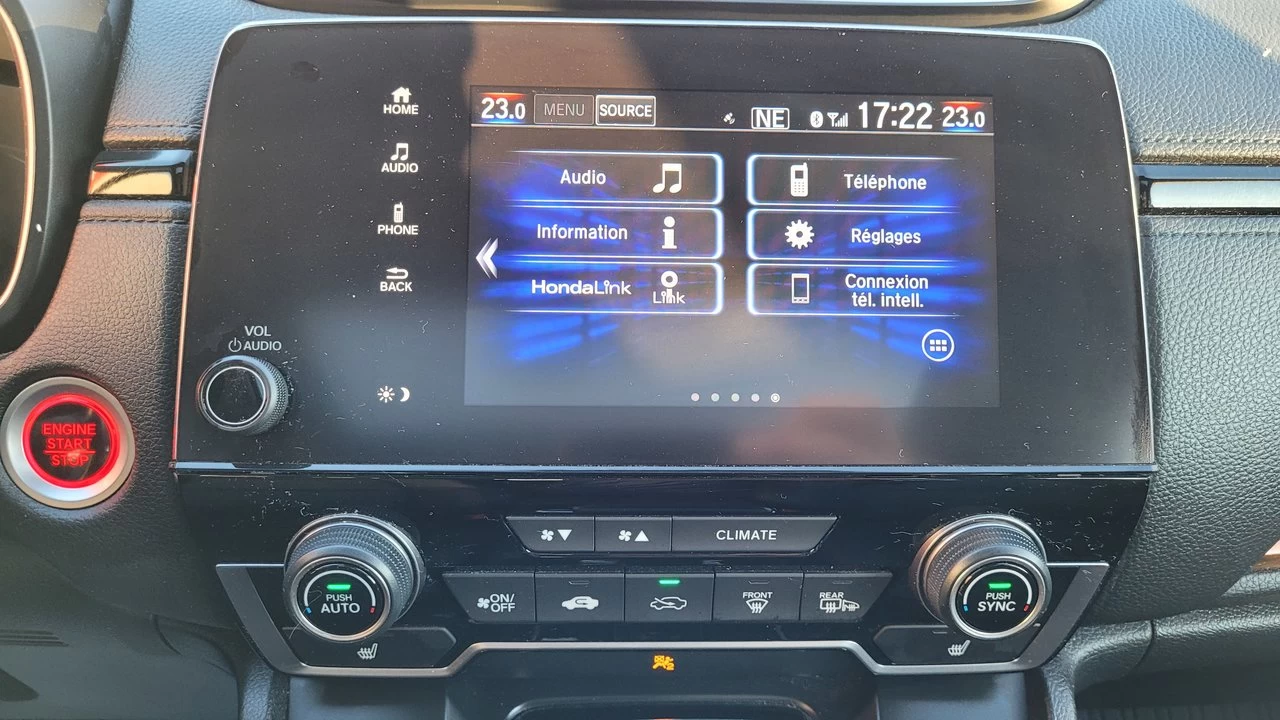 HOME
AUDIO
PHONE
BACK
VOL
AUDIO
23.0 MENU SOURCE NE 17:22 23.0
Audio
Téléphone
Information
Réglages
HondaLink Link
Connexion
tél. intell.
ENGINE
START
STOP
CLIMATE
PUSH
AUTO
ON/
OFF
FRONT
REAR
PUSH
SYNC